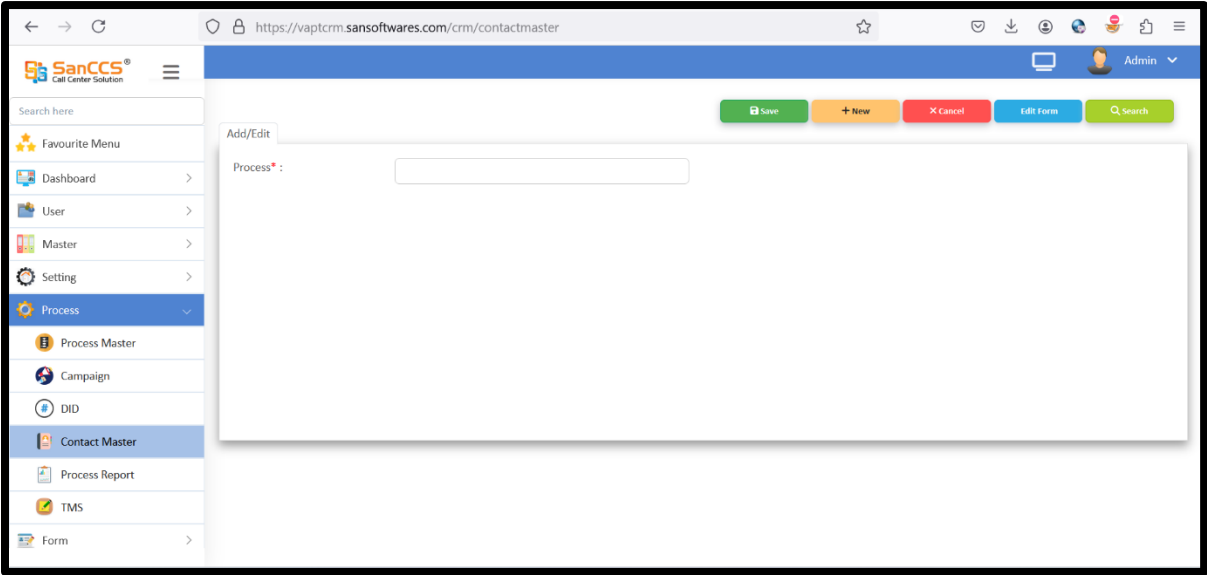 https://vaptcrm.sansoftwares.com/crm/contactmaster
SanCCS®
Call Center Solution
Admin
Search here
Save
+ New
X Cancel
Edit Form
Search
Favourite Menu
Add/Edit
Process* :
Dashboard
User
Master
Setting
Process
Process Master
Campaign
# DID
Contact Master
Process Report
TMS
Form